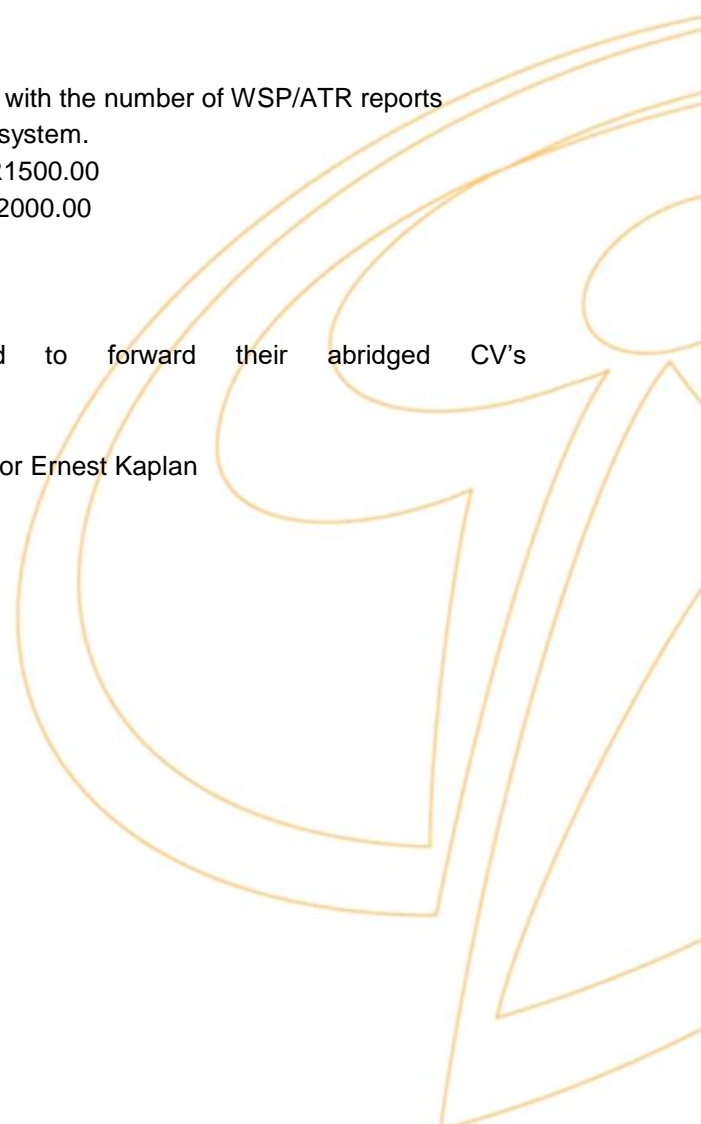 with the number of WSP/ATR reports
system.
1500.00
2000.00
to forward their abridged CV's
or Ernest Kaplan